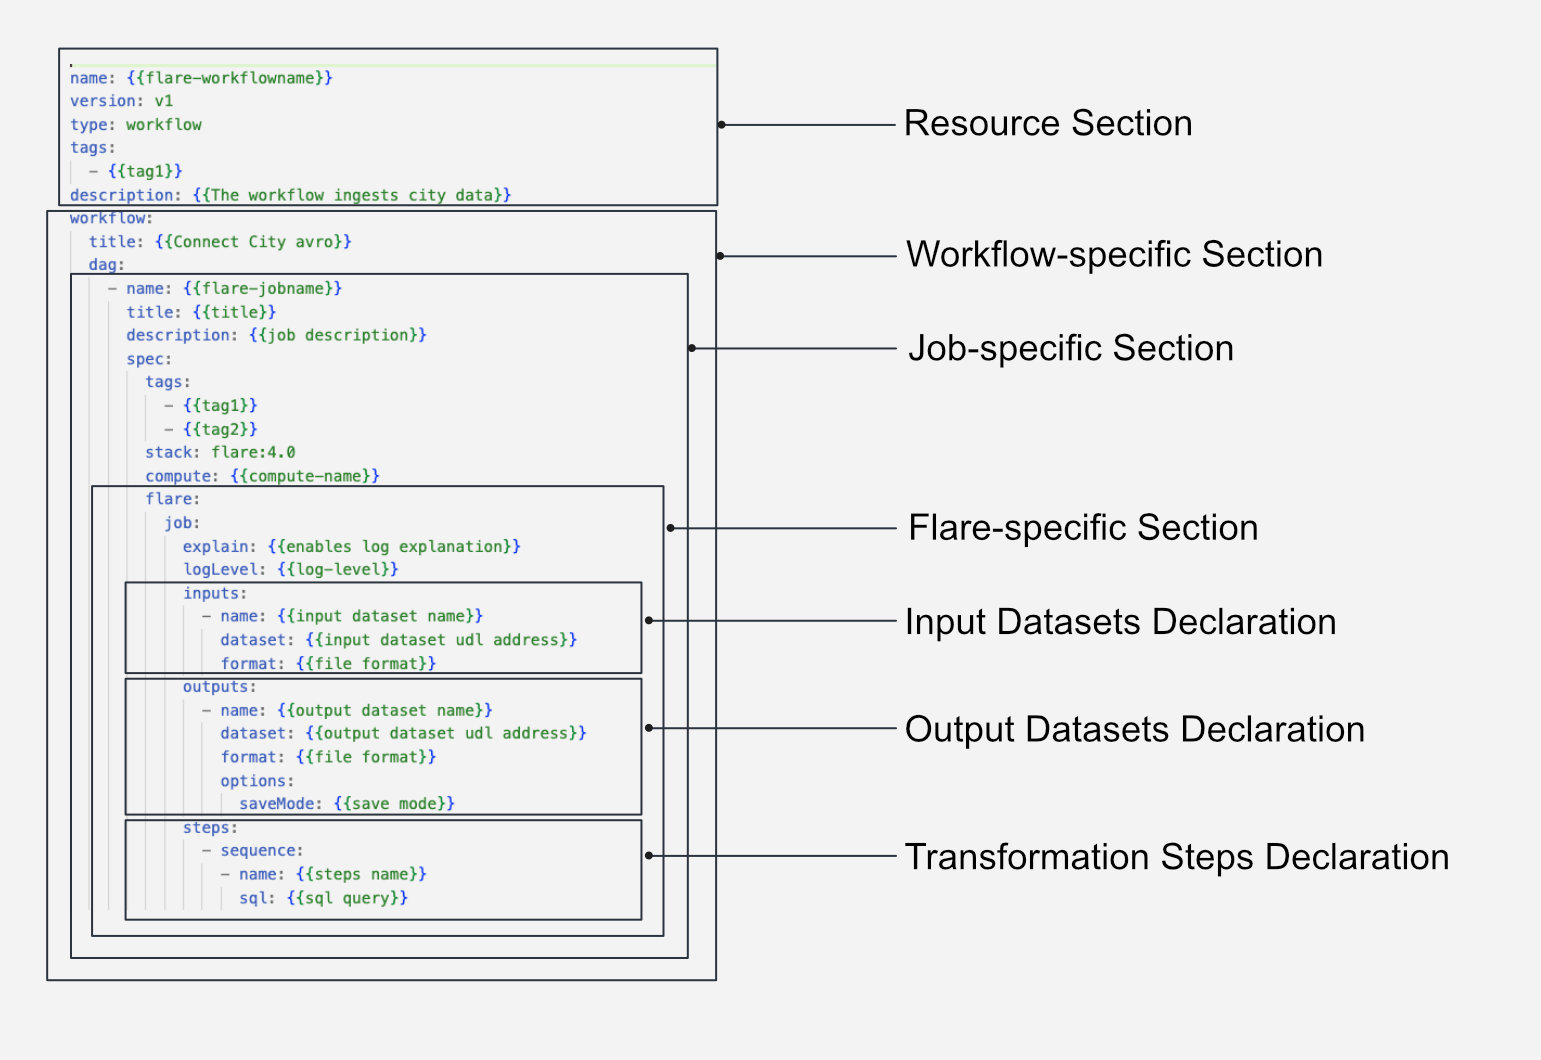 name: {{flare-workflowname}}
version: v1
type: workflow
tags:
- {{tag1}}
description: {{The workflow ingests city data}}
Resource Section
workflow:
title: {{Connect City avro}}
dag:
Workflow-specific Section
- name: {{flare-jobname}}
title: {{title}}
description: {{job description}}
spec:
tags:
- {{tag1}}
- {{tag2}}
stack: flare:4.0
compute: {{compute-name}}
Job-specific Section
flare:
job:
explain: {{enables log explanation}}
logLevel: {{log-level}}
Flare-specific Section
inputs:
- name: {{input dataset name}}
dataset: {{input dataset udl address}}
format: {{file format}}
Input Datasets Declaration
outputs:
- name: {{output dataset name}}
dataset: {{output dataset udl address}}
format: {{file format}}
options:
saveMode: {{save mode}}
Output Datasets Declaration
steps:
- sequence:
- name: {{steps name}}
sql: {{sql query}}
Transformation Steps Declaration